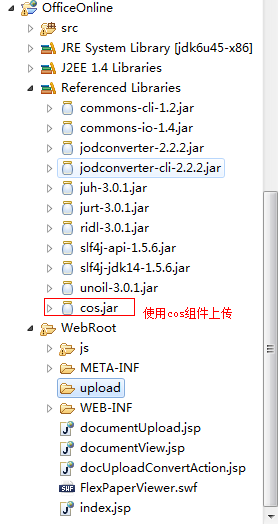 OfficeOnline
src
JRE System Library [jdk6u45-x86]
J2EE 1.4 Libraries
Referenced Libraries
commons-cli-1.2.jar
commons-io-1.4.jar
jodconverter-2.2.2.jar
jodconverter-cli-2.2.2.jar
juh-3.0.1.jar
jurt-3.0.1.jar
ridl-3.0.1.jar
slf4j-api-1.5.6.jar
slf4j-jdk14-1.5.6.jar
unoil-3.0.1.jar
cos.jar 使用cos组件上传
WebRoot
js
META-INF
upload
WEB-INF
documentUpload.jsp
documentView.jsp
docUploadConvertAction.jsp
FlexPaperViewer.swf
index.jsp